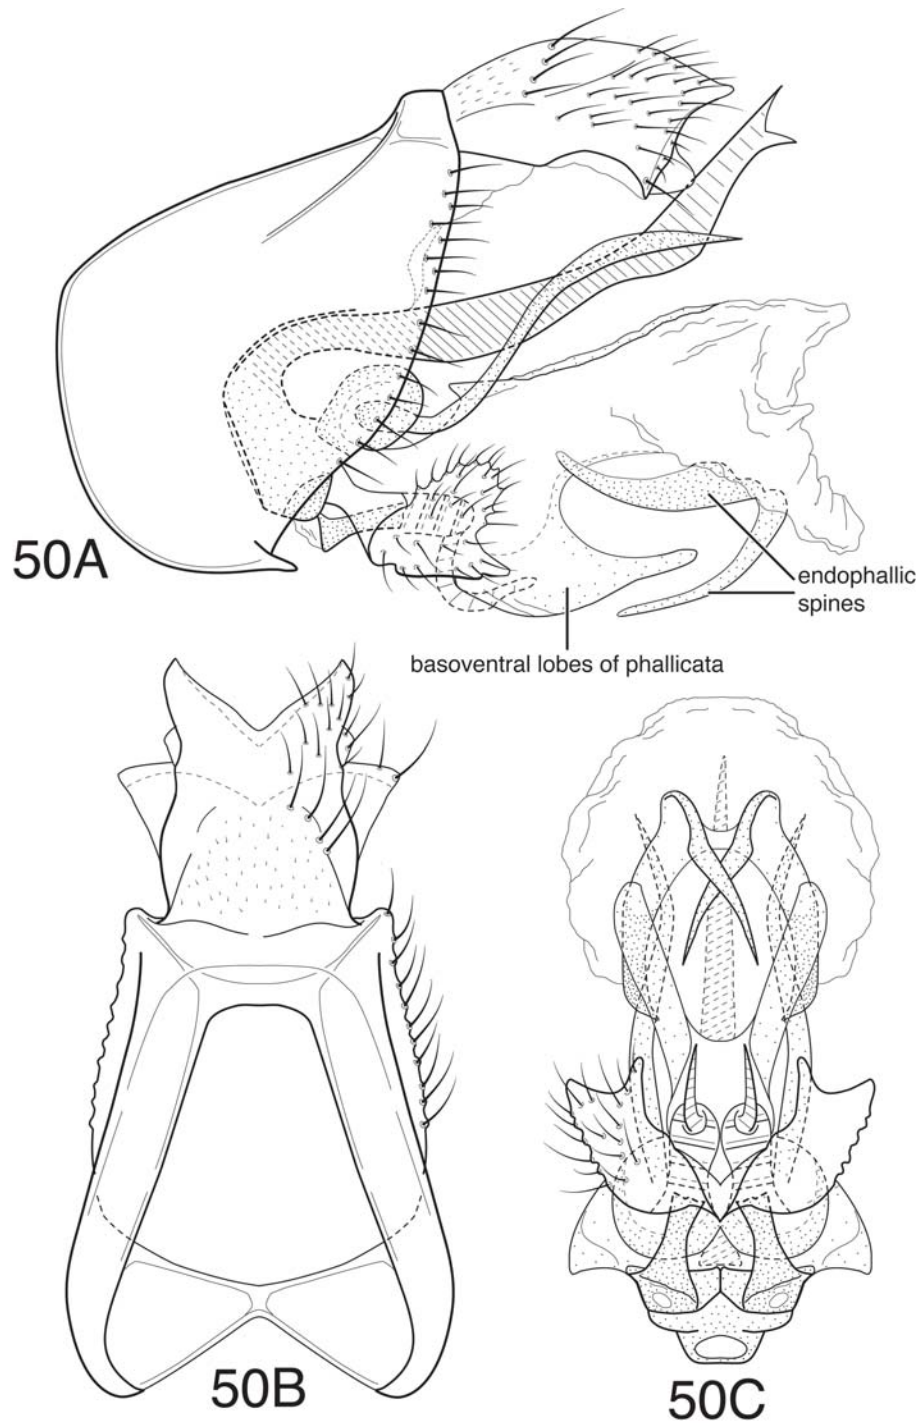 50A
endophallic
spines
basoventral lobes of phallicata
50B
50C